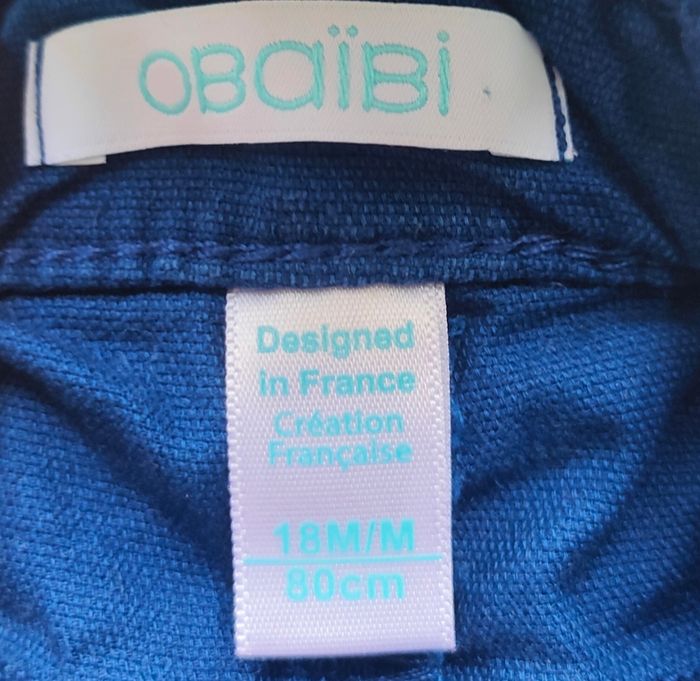 OBaïBi
Designed
in France
Création
Française
18M/M
80cm